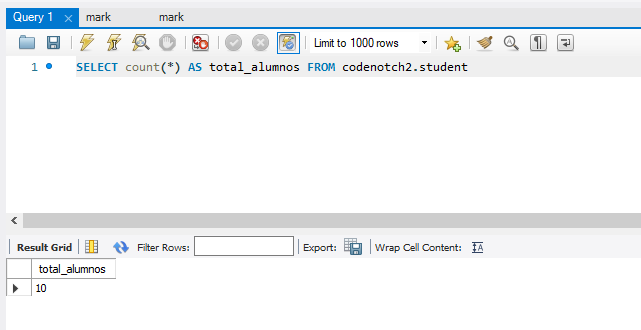 Query 1 × mark mark
Limit to 1000 rows
1 SELECT count(*) AS total_alumnos FROM codenotch2.student
Result Grid Filter Rows: Export: Wrap Cell Content:
total_alumnos
10